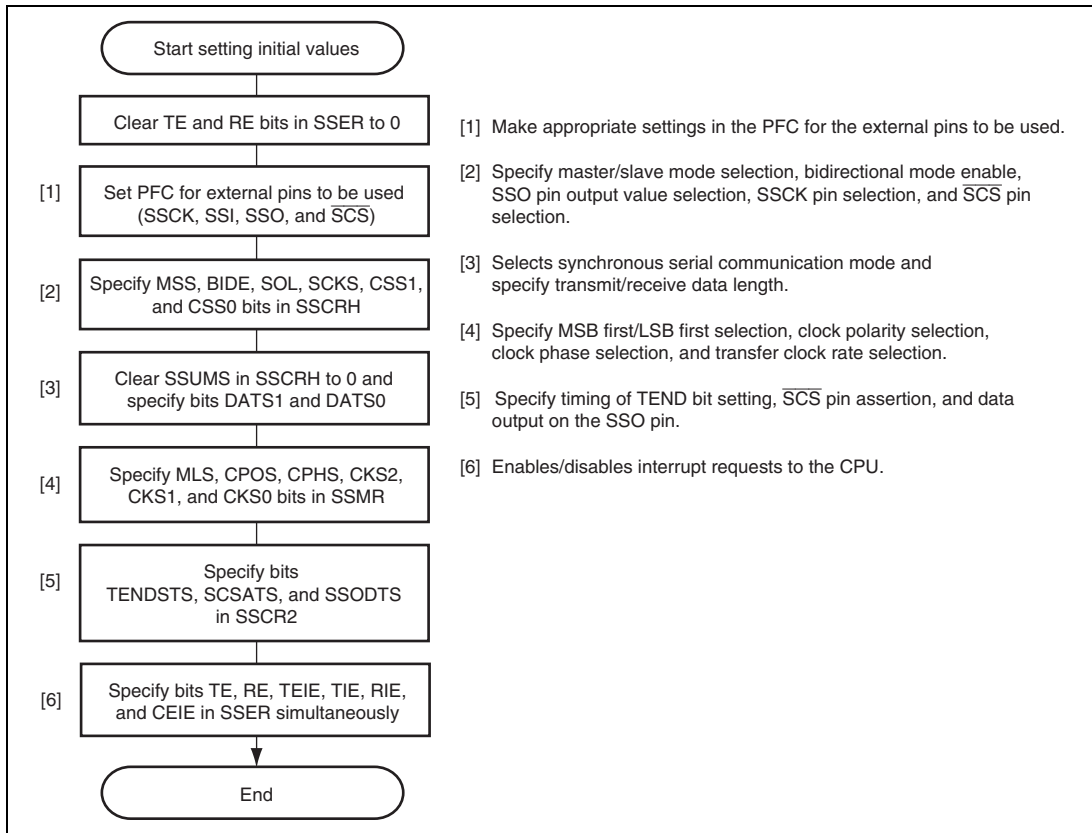 Start setting initial values
Clear TE and RE bits in SSER to 0
[1]
Set PFC for external pins to be used
(SSCK, SSI, SSO, and S̅C̅S̅)
[2]
Specify MSS, BIDE, SOL, SCKS, CSS1,
and CSS0 bits in SSCRH
[3]
Clear SSUMS in SSCRH to 0 and
specify bits DATS1 and DATS0
[4]
Specify MLS, CPOS, CPHS, CKS2,
CKS1, and CKS0 bits in SSMR
[5]
Specify bits
TENDSTS, SCSATS, and SSODTS
in SSCR2
[6]
Specify bits TE, RE, TEIE, TIE, RIE,
and CEIE in SSER simultaneously
End
[1] Make appropriate settings in the PFC for the external pins to be used.
[2] Specify master/slave mode selection, bidirectional mode enable,
SSO pin output value selection, SSCK pin selection, and S̅C̅S̅ pin
selection.
[3] Selects synchronous serial communication mode and
specify transmit/receive data length.
[4] Specify MSB first/LSB first selection, clock polarity selection,
clock phase selection, and transfer clock rate selection.
[5] Specify timing of TEND bit setting, S̅C̅S̅ pin assertion, and data
output on the SSO pin.
[6] Enables/disables interrupt requests to the CPU.